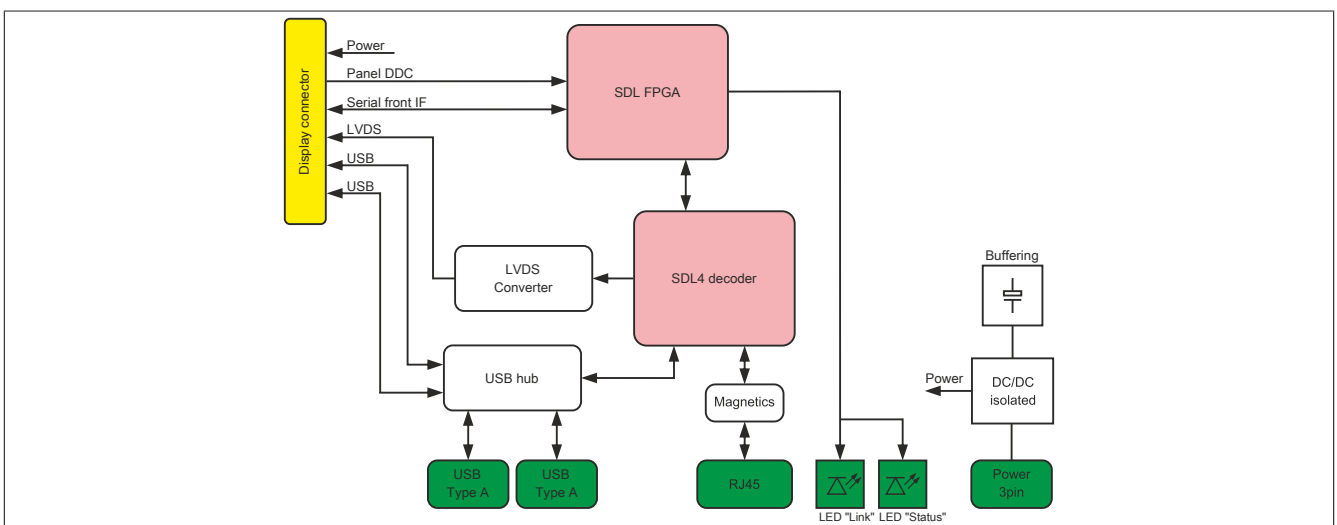 Display connector
Power
Panel DDC
Serial front IF
LVDS
USB
USB
SDL FPGA
SDL4 decoder
LVDS
Converter
USB hub
Magnetics
USB
Type A
USB
Type A
RJ45
LED "Link"
LED "Status"
Buffering
DC/DC
isolated
Power
Power
3pin